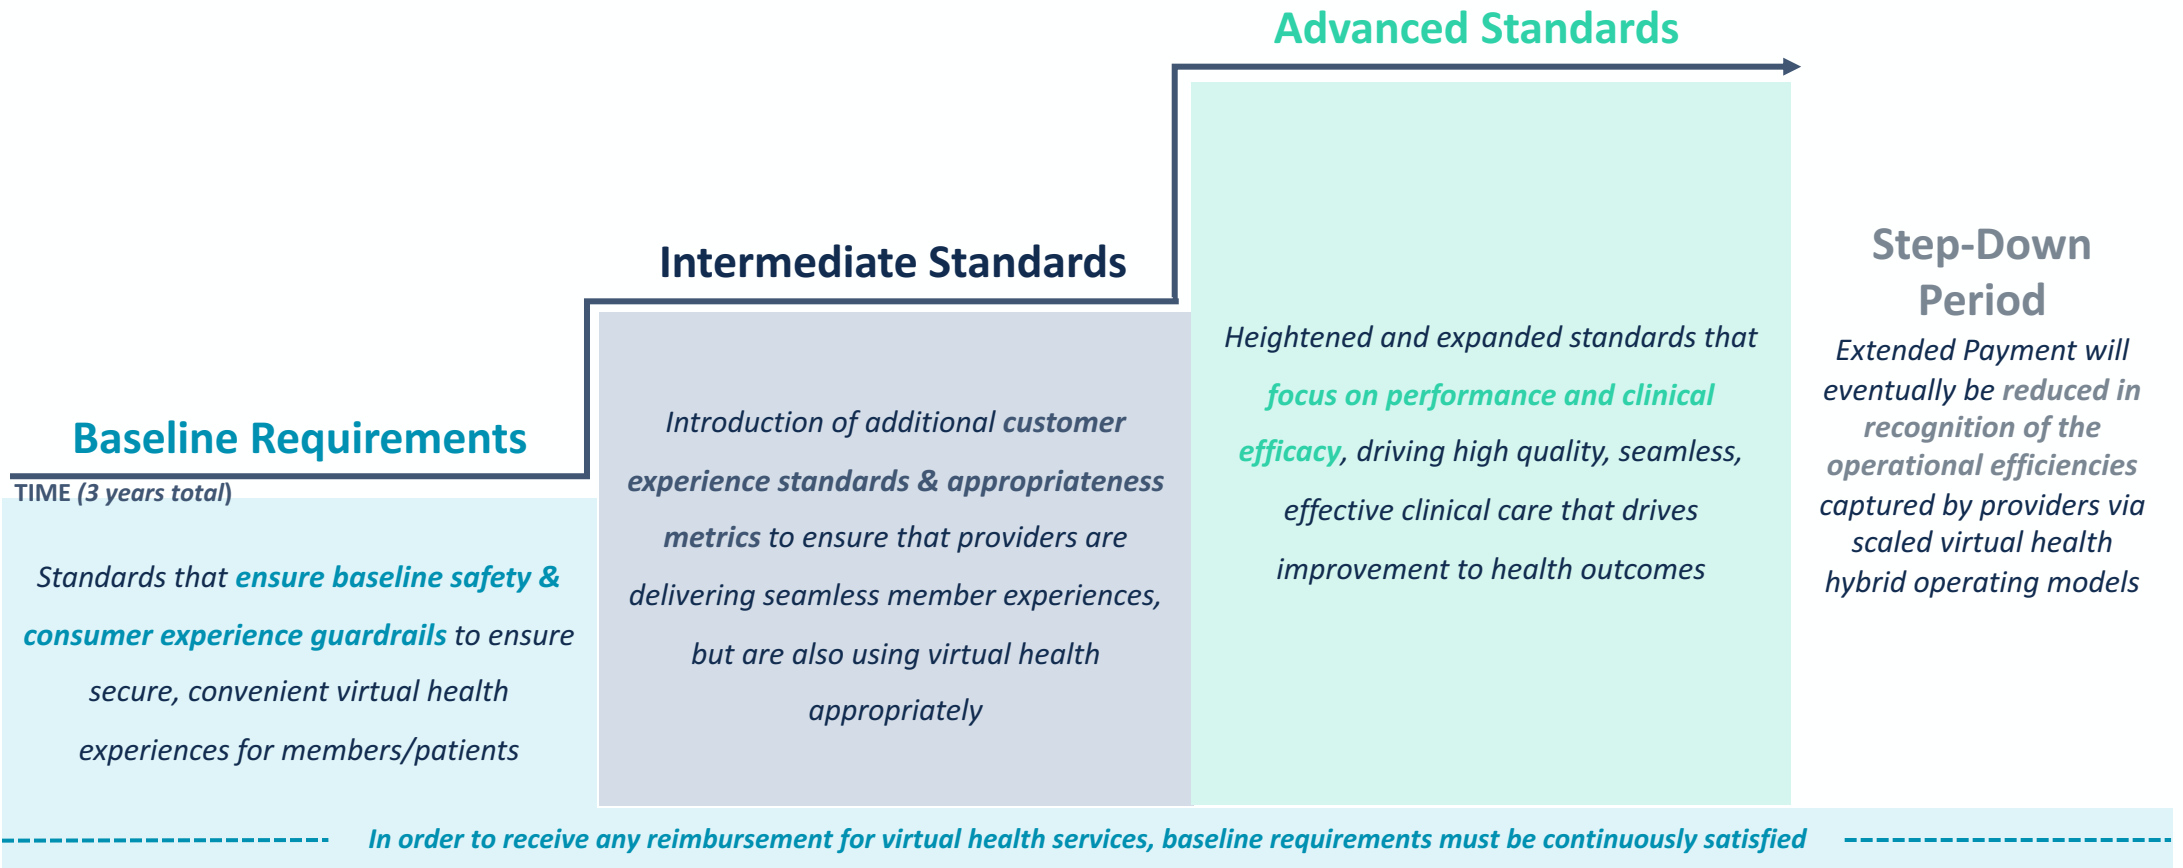 Advanced Standards
Intermediate Standards
Step-Down
Period
Baseline Requirements
TIME (3 years total)
Standards that ensure baseline safety &
consumer experience guardrails to ensure
secure, convenient virtual health
experiences for members/patients
Introduction of additional customer
experience standards & appropriateness
metrics to ensure that providers are
delivering seamless member experiences,
but are also using virtual health
appropriately
Heightened and expanded standards that
focus on performance and clinical
efficacy, driving high quality, seamless,
effective clinical care that drives
improvement to health outcomes
Extended Payment will
eventually be reduced in
recognition of the
operational efficiencies
captured by providers via
scaled virtual health
hybrid operating models
In order to receive any reimbursement for virtual health services, baseline requirements must be continuously satisfied